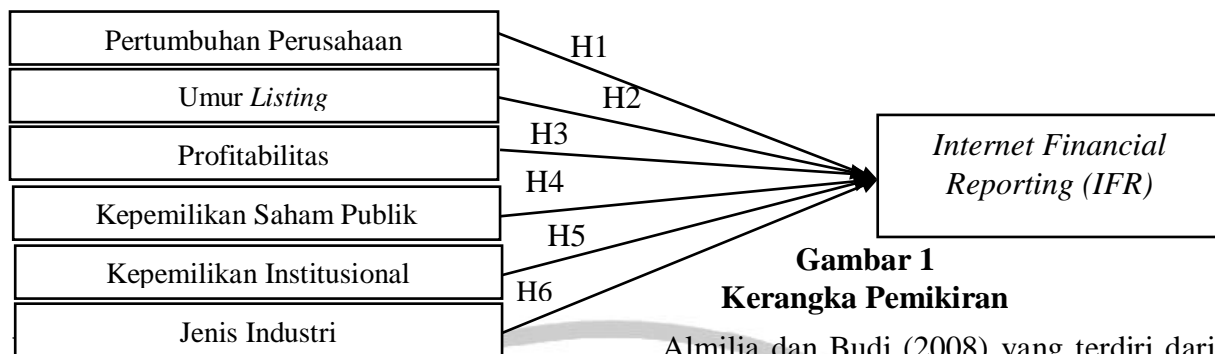 Pertumbuhan Perusahaan
H1
Umur Listing
H2
Profitabilitas
H3
Kepemilikan Saham Publik
H4
Kepemilikan Institusional
H5
Jenis Industri
H6
Internet Financial
Reporting (IFR)
Gambar 1
Kerangka Pemikiran
Almilia dan Budi (2008) yang terdiri dari